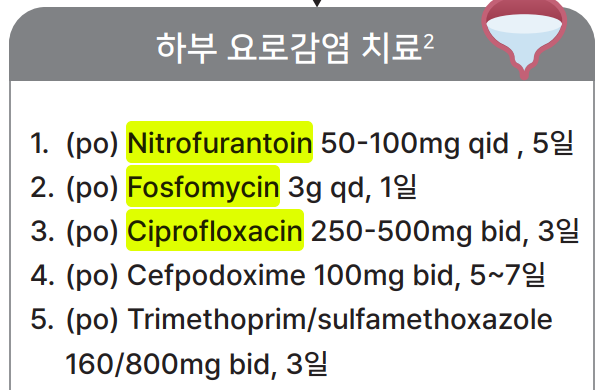 하부 요로감염 치료2
1. (po) Nitrofurantoin 50-100mg qid , 5일
2. (po) Fosfomycin 3g qd, 1일
3. (po) Ciprofloxacin 250-500mg bid, 3일
4. (po) Cefpodoxime 100mg bid, 5~7일
5. (po) Trimethoprim/sulfamethoxazole
160/800mg bid, 3일